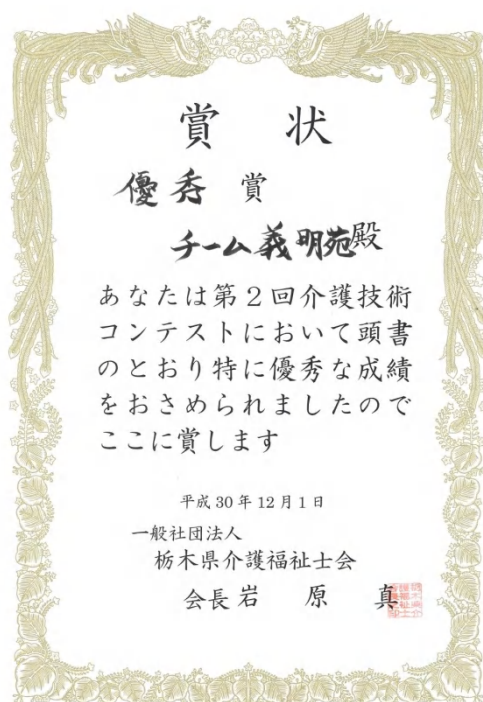 賞状
優秀賞
チーム義明苑殿
あなたは第2回介護技術
コンテストにおいて頭書
のとおり特に優秀な成績
をおさめられましたので
ここに賞します
平成30年12月1日
一般社団法人
栃木県介護福祉士会
会長 岩原 真